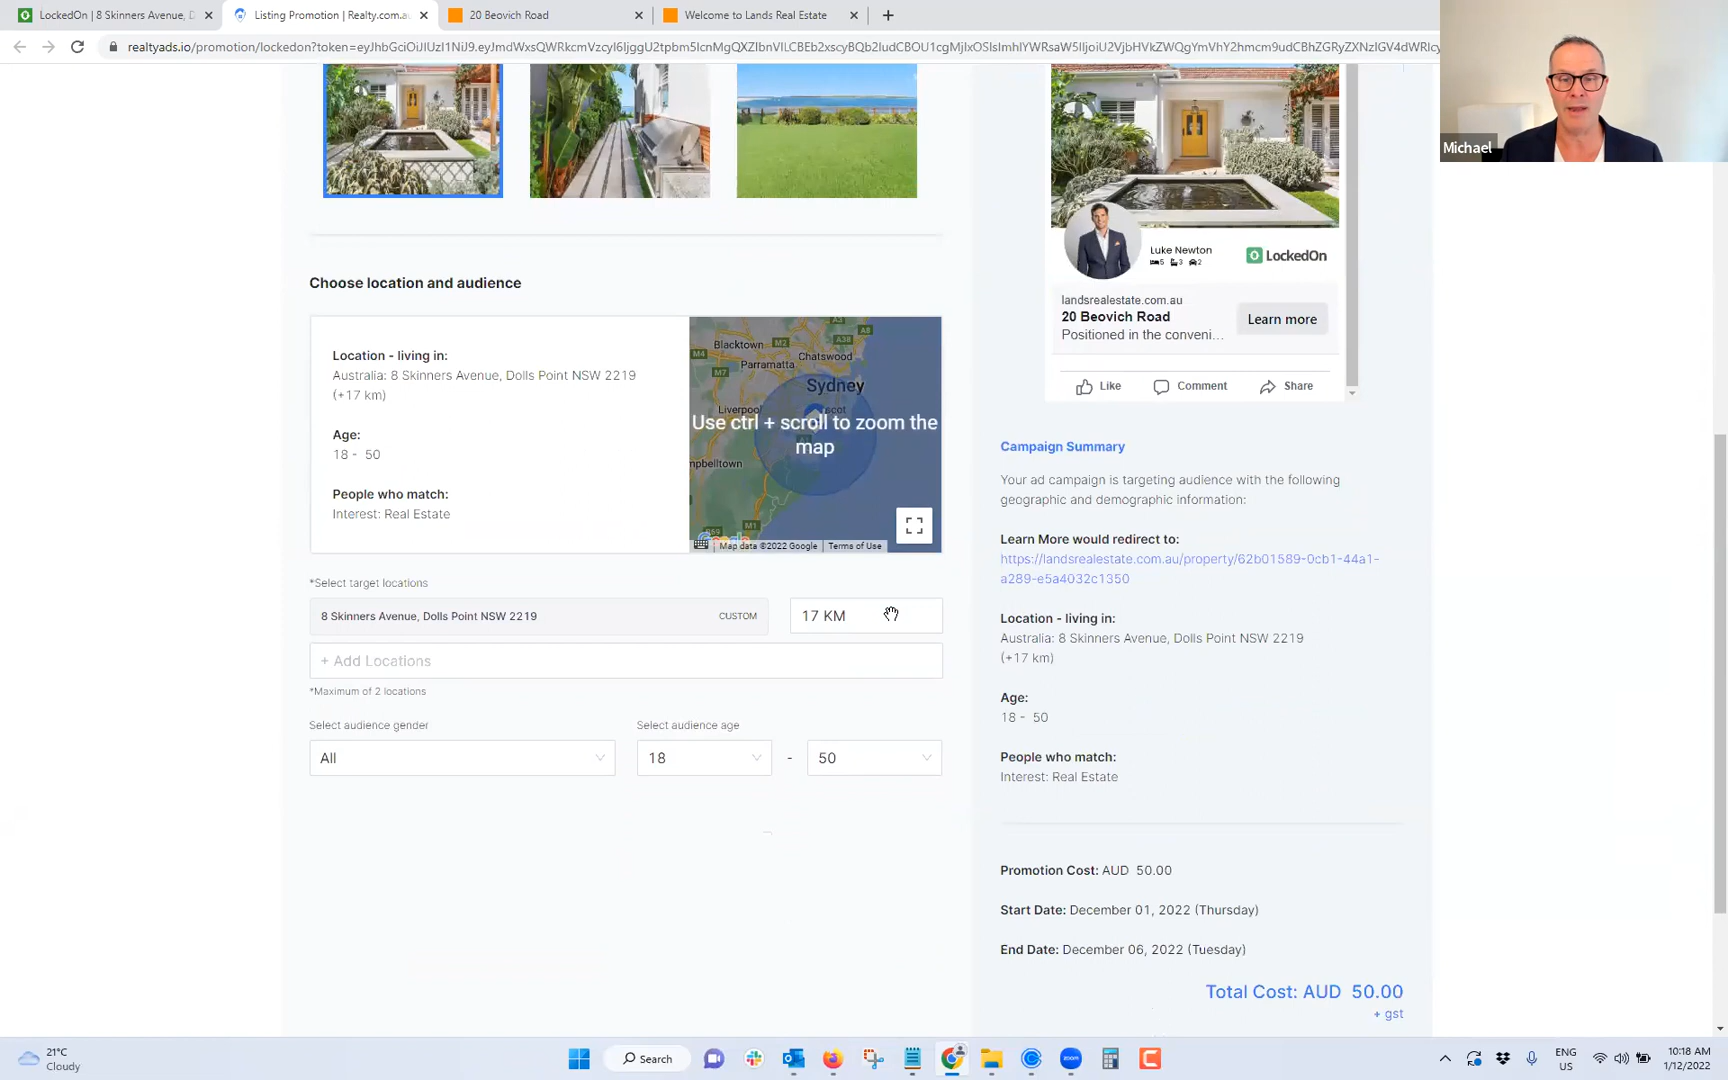 LockedOn | 8 Skinners Avenue, D
Listing Promotion | Realty.com.au
20 Beovich Road
Welcome to Lands Real Estate
Michael
Luke Newton
5 3 2
LockedOn
landsrealestate.com.au
20 Beovich Road
Positioned in the conveni...
Learn more
Like
Comment
Share
Choose location and audience
Location - living in:
Australia: 8 Skinners Avenue, Dolls Point NSW 2219
(+17 km)
Age:
18 - 50
People who match:
Interest: Real Estate
Blacktown
Parramatta
Chatswood
Sydney
Liverpool
Use ctrl + scroll to zoom the
map
mpbelltown
Map data ©2022 Google
Terms of Use
*Select target locations
8 Skinners Avenue, Dolls Point NSW 2219
CUSTOM
17 KM
+ Add Locations
*Maximum of 2 locations
Select audience gender
All
Select audience age
18
-
50
Campaign Summary
Your ad campaign is targeting audience with the following
geographic and demographic information:
Learn More would redirect to:
https://landsrealestate.com.au/property/62b01589-0cb1-44a1-
a289-e5a4032c1350
Location - living in:
Australia: 8 Skinners Avenue, Dolls Point NSW 2219
(+17 km)
Age:
18 - 50
People who match:
Interest: Real Estate
Promotion Cost: AUD 50.00
Start Date: December 01, 2022 (Thursday)
End Date: December 06, 2022 (Tuesday)
Total Cost: AUD 50.00
+ gst
21°C
Cloudy
Search
ENG
US
10:18 AM
1/12/2022